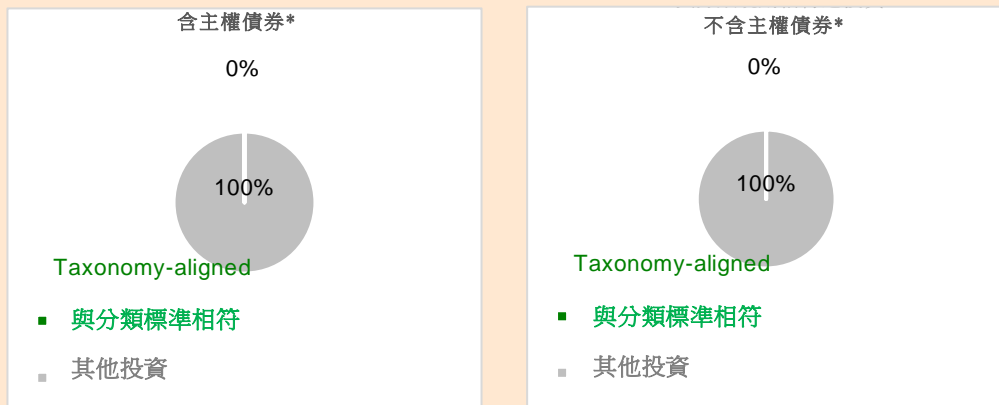 含主權債券*
0%
100%
Taxonomy-aligned
與分類標準相符
其他投資
不含主權債券*
0%
100%
Taxonomy-aligned
與分類標準相符
其他投資